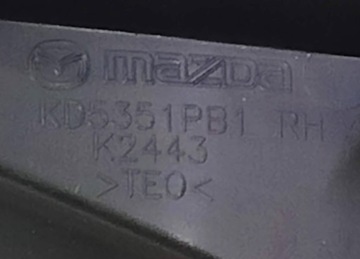 mazda
KD5351PB1 RH
K2443
>TEO<